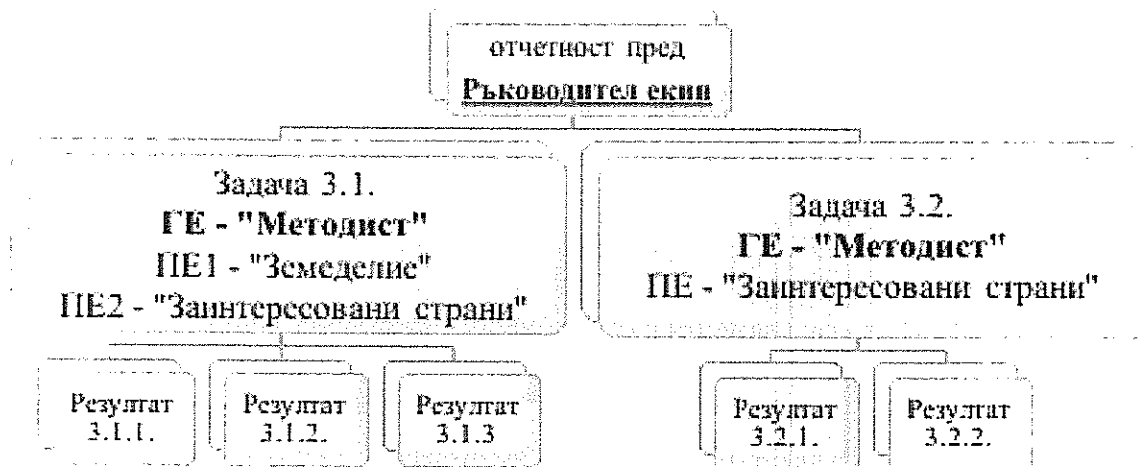 отчетност пред
Ръководител екип
Задача 3.1.
ГЕ - "Методист"
ПЕ1 - "Земеделие"
ПЕ2 - "Заинтересовани страни"
Задача 3.2.
ГЕ - "Методист"
ПЕ - "Заинтересовани страни"
Резултат
3.1.1.
Резултат
3.1.2.
Резултат
3.1.3
Резултат
3.2.1.
Резултат
3.2.2.